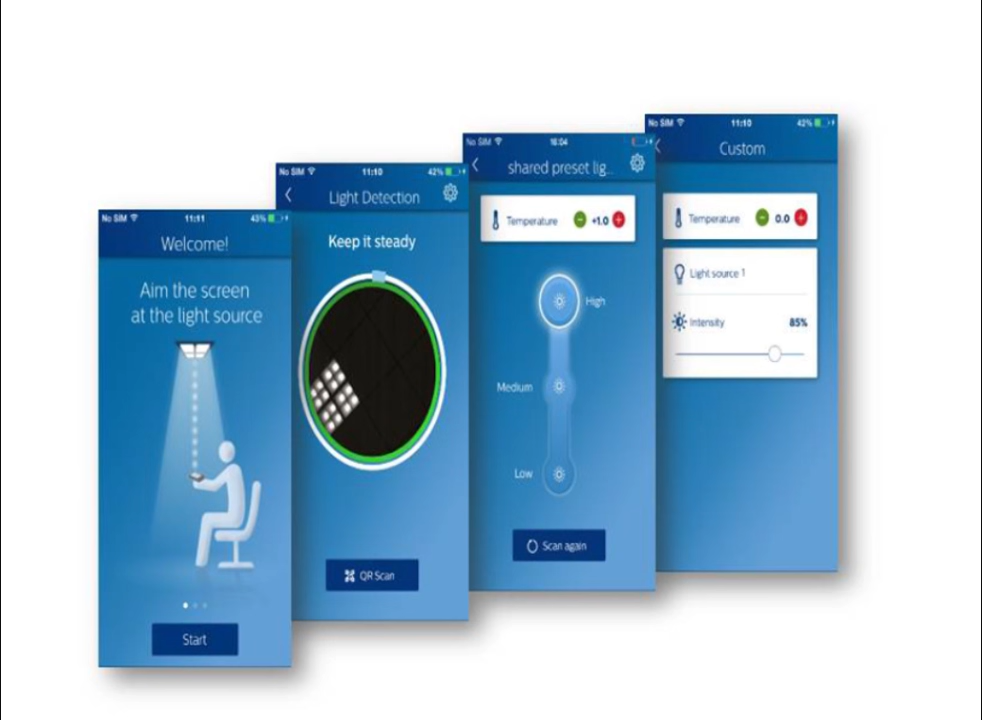 No SIM 11:11 43%
Welcome!
Aim the screen
at the light source
Start
No SIM 11:10 42%
Light Detection
Keep it steady
QR Scan
No SIM 16:04
shared preset lig...
Temperature +1.0
High
Medium
Low
Scan again
No SIM 11:10 42%
Custom
Temperature 0.0
Light source 1
Intensity 85%